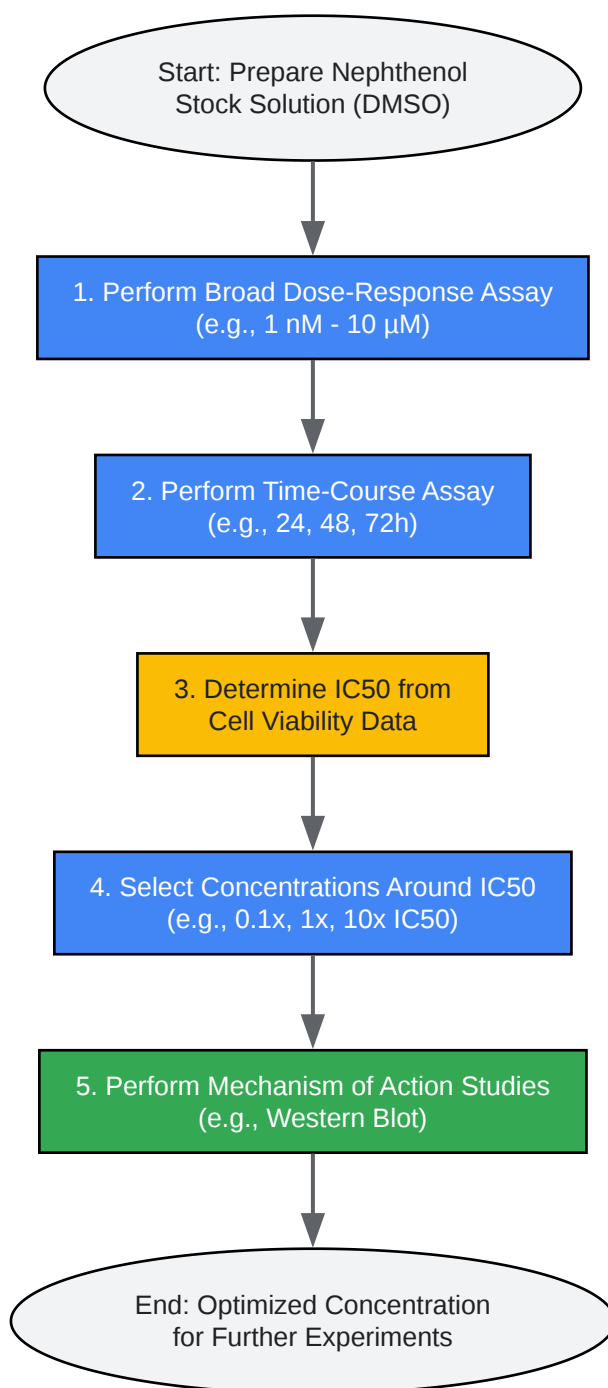 Start: Prepare Nephthenol
Stock Solution (DMSO)
1. Perform Broad Dose-Response Assay
(e.g., 1 nM - 10 µM)
2. Perform Time-Course Assay
(e.g., 24, 48, 72h)
3. Determine IC50 from
Cell Viability Data
4. Select Concentrations Around IC50
(e.g., 0.1x, 1x, 10x IC50)
5. Perform Mechanism of Action Studies
(e.g., Western Blot)
End: Optimized Concentration
for Further Experiments